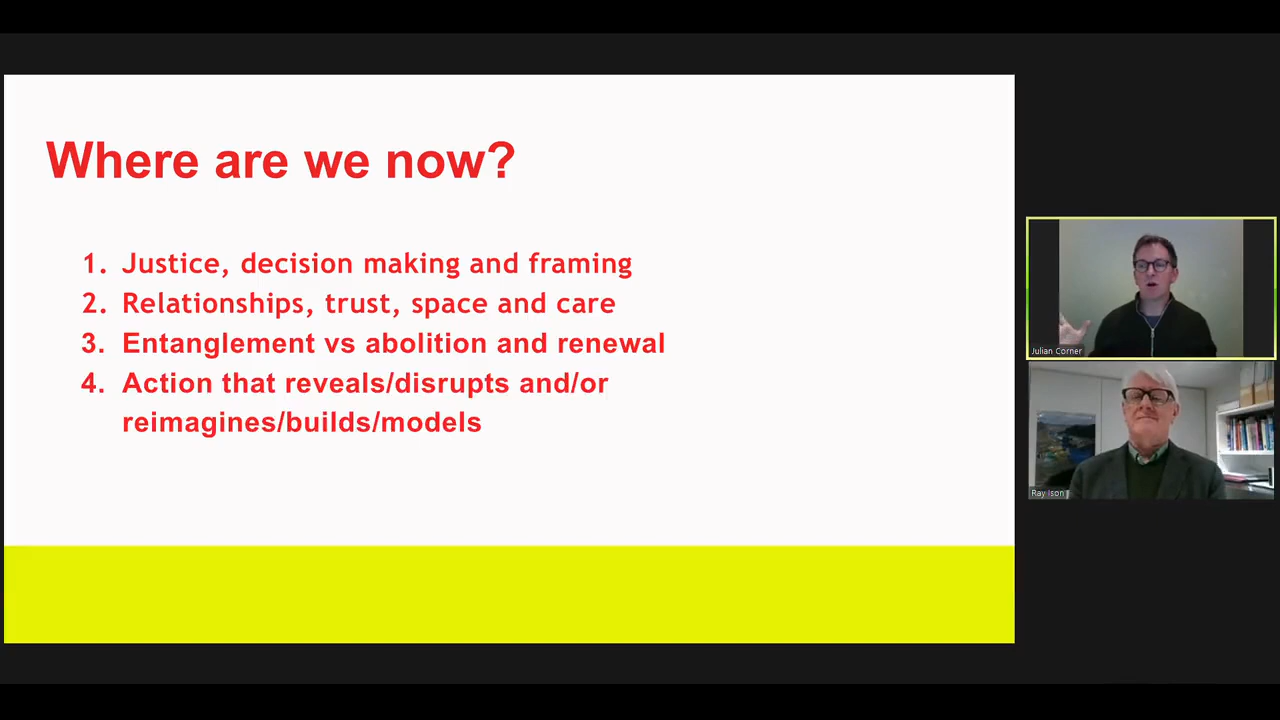 Where are we now?
1. Justice, decision making and framing
2. Relationships, trust, space and care
3. Entanglement vs abolition and renewal
4. Action that reveals/disrupts and/or
reimagines/builds/models
Julian Corner
Ray Ison